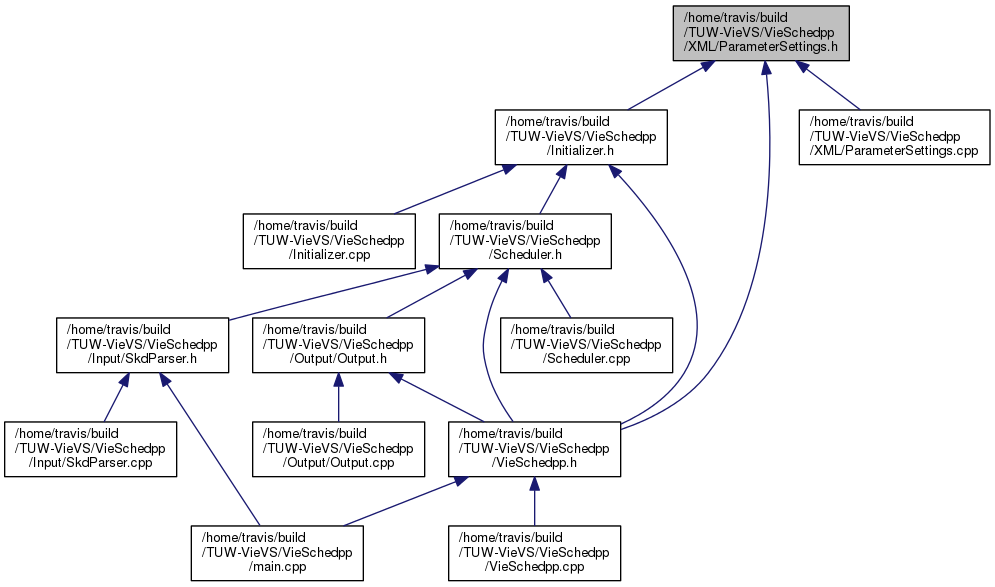 /home/travis/build
/TUW-VieVS/VieSchedpp
/XML/ParameterSettings.h
/home/travis/build
/TUW-VieVS/VieSchedpp
/Initializer.h
/home/travis/build
/TUW-VieVS/VieSchedpp
/XML/ParameterSettings.cpp
/home/travis/build
/TUW-VieVS/VieSchedpp
/Initializer.cpp
/home/travis/build
/TUW-VieVS/VieSchedpp
/Scheduler.h
/home/travis/build
/TUW-VieVS/VieSchedpp
/Input/SkdParser.h
/home/travis/build
/TUW-VieVS/VieSchedpp
/Output/Output.h
/home/travis/build
/TUW-VieVS/VieSchedpp
/Scheduler.cpp
/home/travis/build
/TUW-VieVS/VieSchedpp
/Input/SkdParser.cpp
/home/travis/build
/TUW-VieVS/VieSchedpp
/Output/Output.cpp
/home/travis/build
/TUW-VieVS/VieSchedpp
/VieSchedpp.h
/home/travis/build
/TUW-VieVS/VieSchedpp
/main.cpp
/home/travis/build
/TUW-VieVS/VieSchedpp
/VieSchedpp.cpp